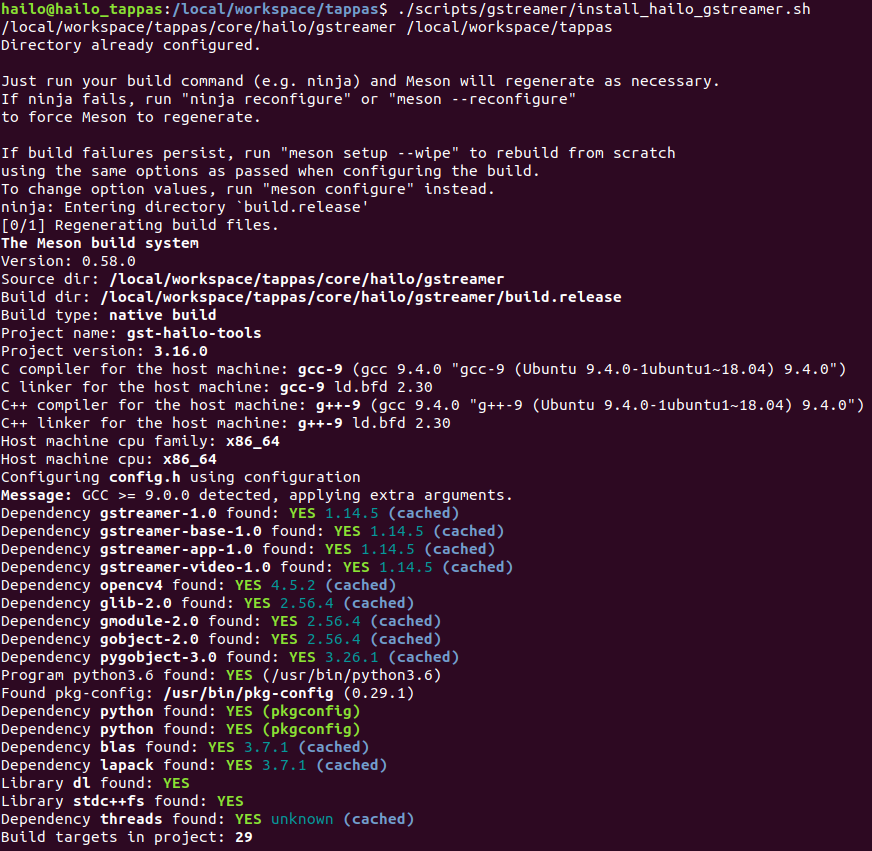 hailo@hailo_tappas:/local/workspace/tappas$ ./scripts/gstreamer/install_hailo_gstreamer.sh
/local/workspace/tappas/core/hailo/gstreamer /local/workspace/tappas
Directory already configured.
Just run your build command (e.g. ninja) and Meson will regenerate as necessary.
If ninja fails, run "ninja reconfigure" or "meson --reconfigure"
to force Meson to regenerate.
If build failures persist, run "meson setup --wipe" to rebuild from scratch
using the same options as passed when configuring the build.
To change option values, run "meson configure" instead.
ninja: Entering directory `build.release'
[0/1] Regenerating build files.
The Meson build system
Version: 0.58.0
Source dir: /local/workspace/tappas/core/hailo/gstreamer
Build dir: /local/workspace/tappas/core/hailo/gstreamer/build.release
Build type: native build
Project name: gst-hailo-tools
Project version: 3.16.0
C compiler for the host machine: gcc-9 (gcc 9.4.0 "gcc-9 (Ubuntu 9.4.0-1ubuntu1~18.04) 9.4.0")
C linker for the host machine: gcc-9 ld.bfd 2.30
C++ compiler for the host machine: g++-9 (gcc 9.4.0 "g++-9 (Ubuntu 9.4.0-1ubuntu1~18.04) 9.4.0")
C++ linker for the host machine: g++-9 ld.bfd 2.30
Host machine cpu family: x86_64
Host machine cpu: x86_64
Configuring config.h using configuration
Message: GCC >= 9.0.0 detected, applying extra arguments.
Dependency gstreamer-1.0 found: YES 1.14.5 (cached)
Dependency gstreamer-base-1.0 found: YES 1.14.5 (cached)
Dependency gstreamer-app-1.0 found: YES 1.14.5 (cached)
Dependency gstreamer-video-1.0 found: YES 1.14.5 (cached)
Dependency opencv4 found: YES 4.5.2 (cached)
Dependency glib-2.0 found: YES 2.56.4 (cached)
Dependency gmodule-2.0 found: YES 2.56.4 (cached)
Dependency gobject-2.0 found: YES 2.56.4 (cached)
Dependency pygobject-3.0 found: YES 3.26.1 (cached)
Program python3.6 found: YES (/usr/bin/python3.6)
Found pkg-config: /usr/bin/pkg-config (0.29.1)
Dependency python found: YES (pkgconfig)
Dependency python found: YES (pkgconfig)
Dependency blas found: YES 3.7.1 (cached)
Dependency lapack found: YES 3.7.1 (cached)
Library dl found: YES
Library stdc++fs found: YES
Dependency threads found: YES unknown (cached)
Build targets in project: 29